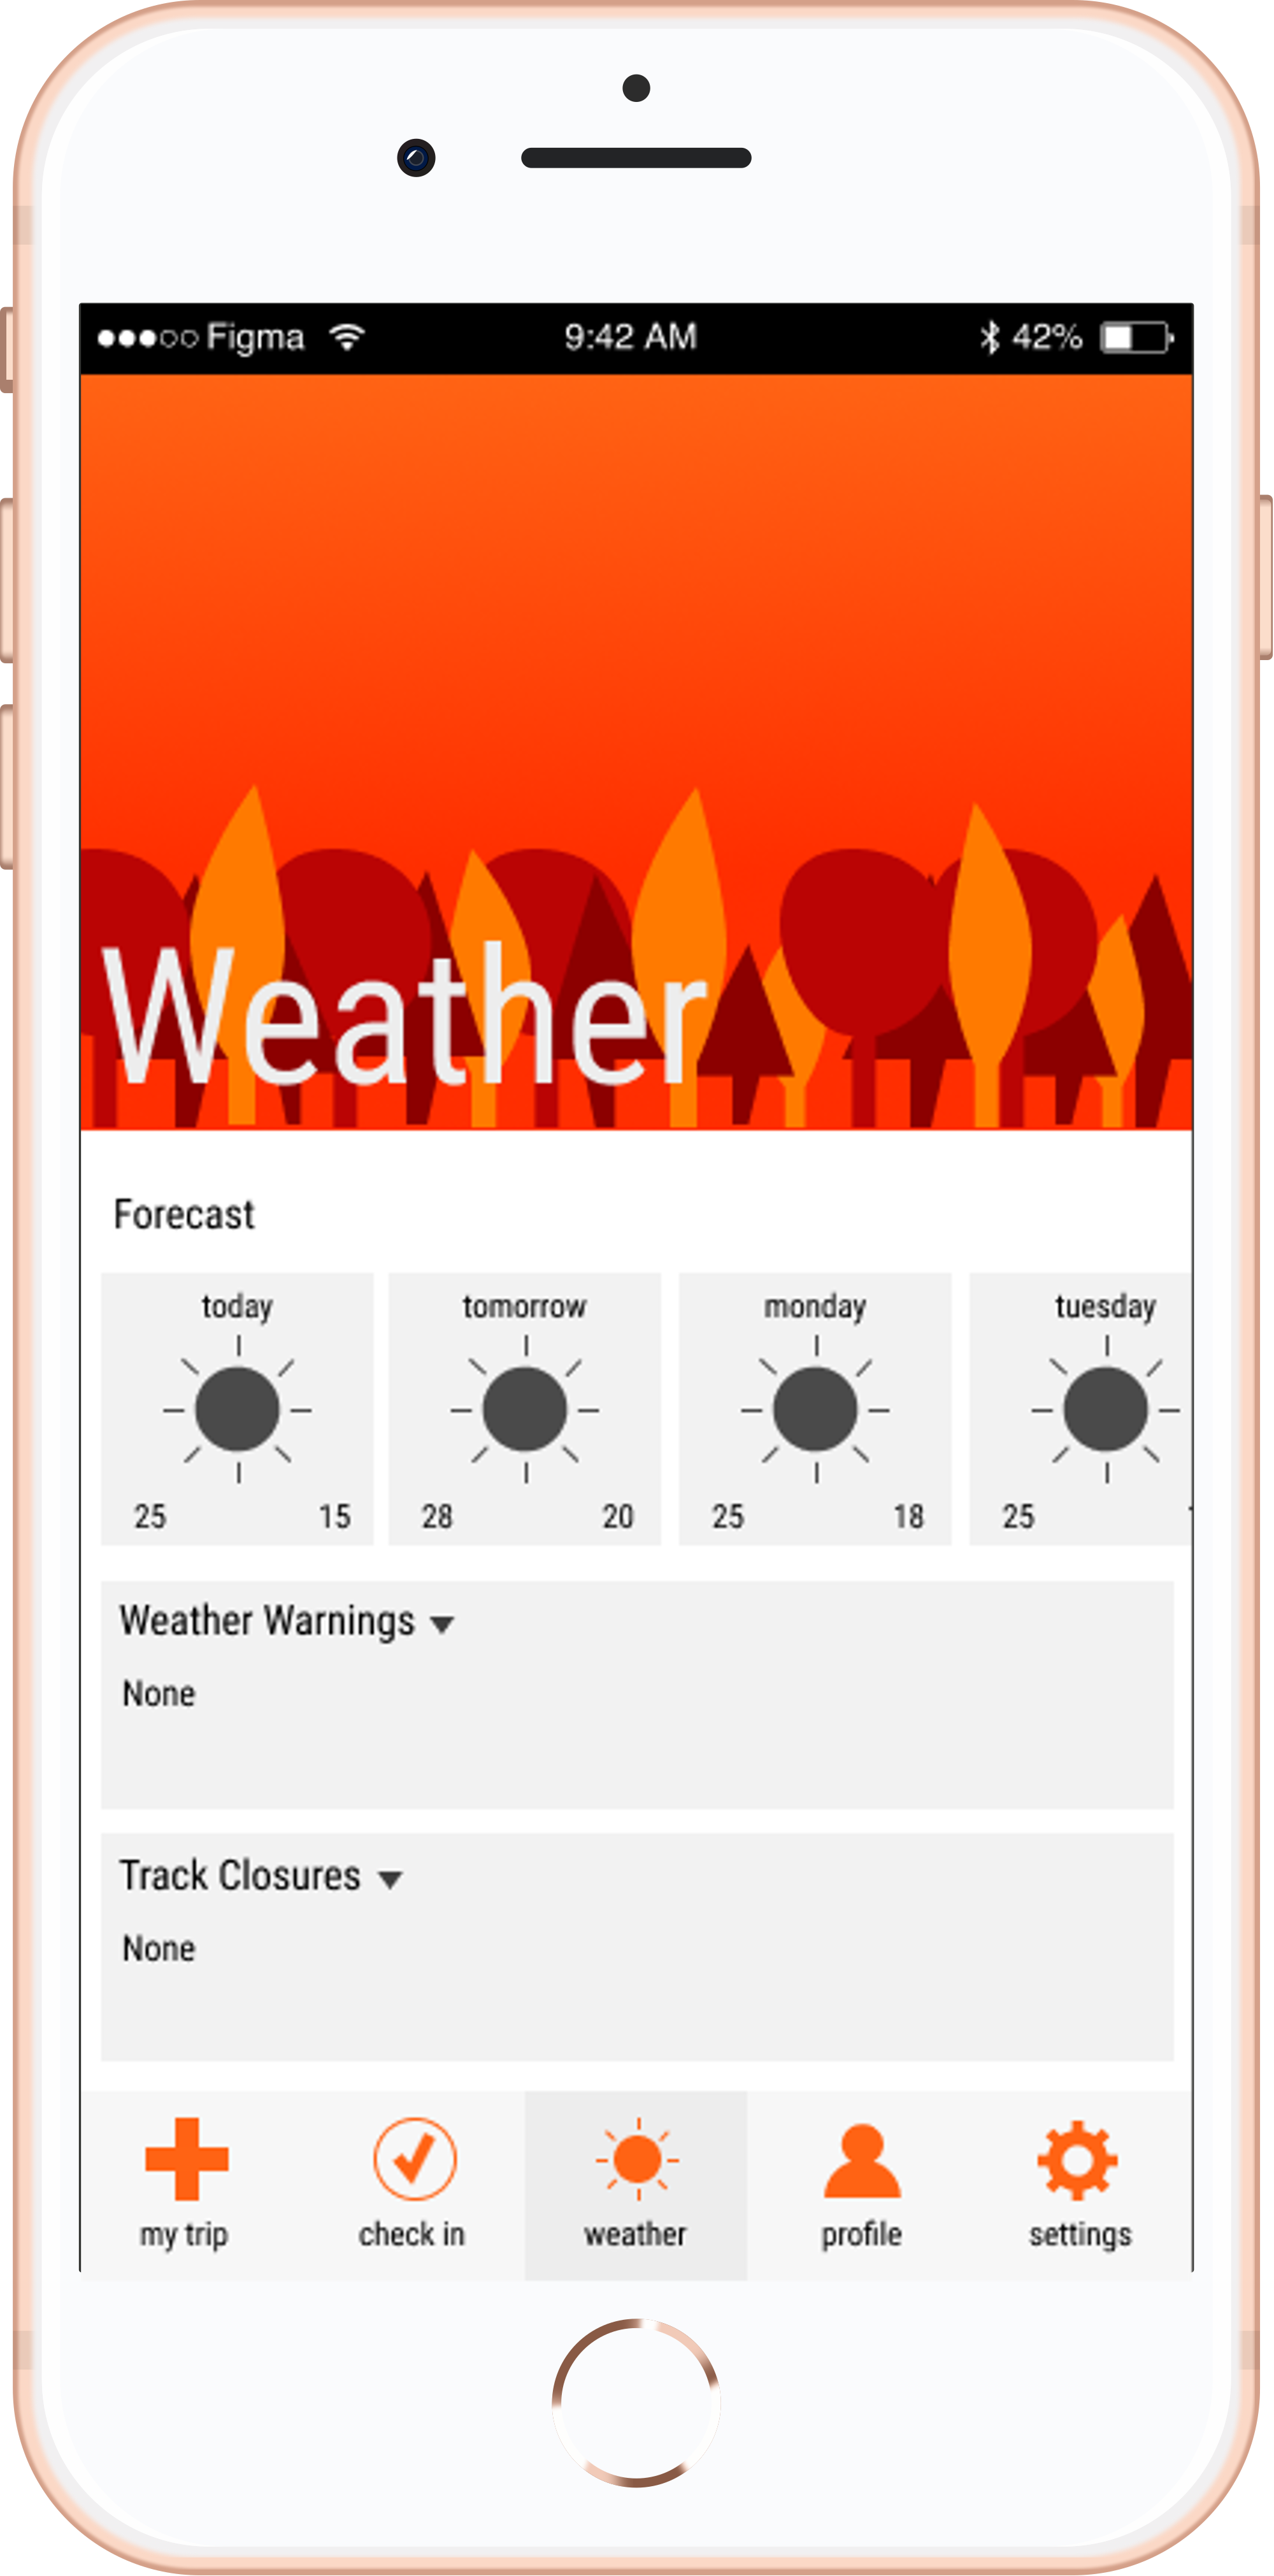 Figma 9:42 AM 42%
Weather
Forecast
today tomorrow monday tuesday
25 15 28 20 25 18 25
Weather Warnings
None
Track Closures
None
my trip check in weather profile settings